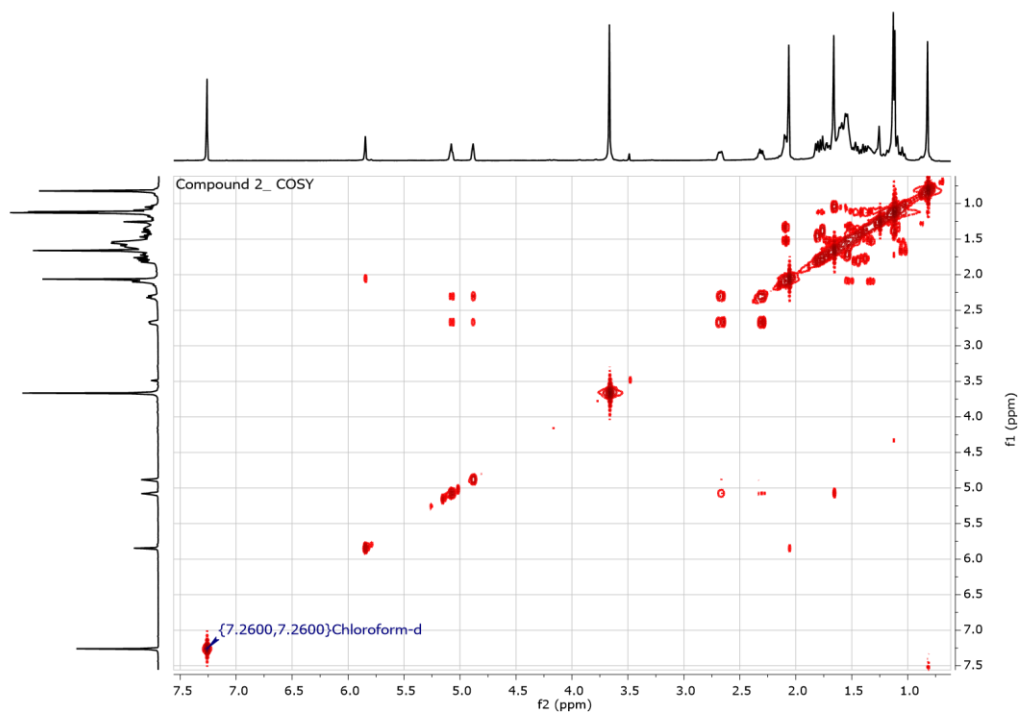 Compound 2_ COSY
1.0
1.5
2.0
2.5
3.0
3.5
4.0
4.5
5.0
5.5
6.0
6.5
7.0
7.5
f1 (ppm)
{7.2600,7.2600}Chloroform-d
7.5 7.0 6.5 6.0 5.5 5.0 4.5 4.0 3.5 3.0 2.5 2.0 1.5 1.0
f2 (ppm)